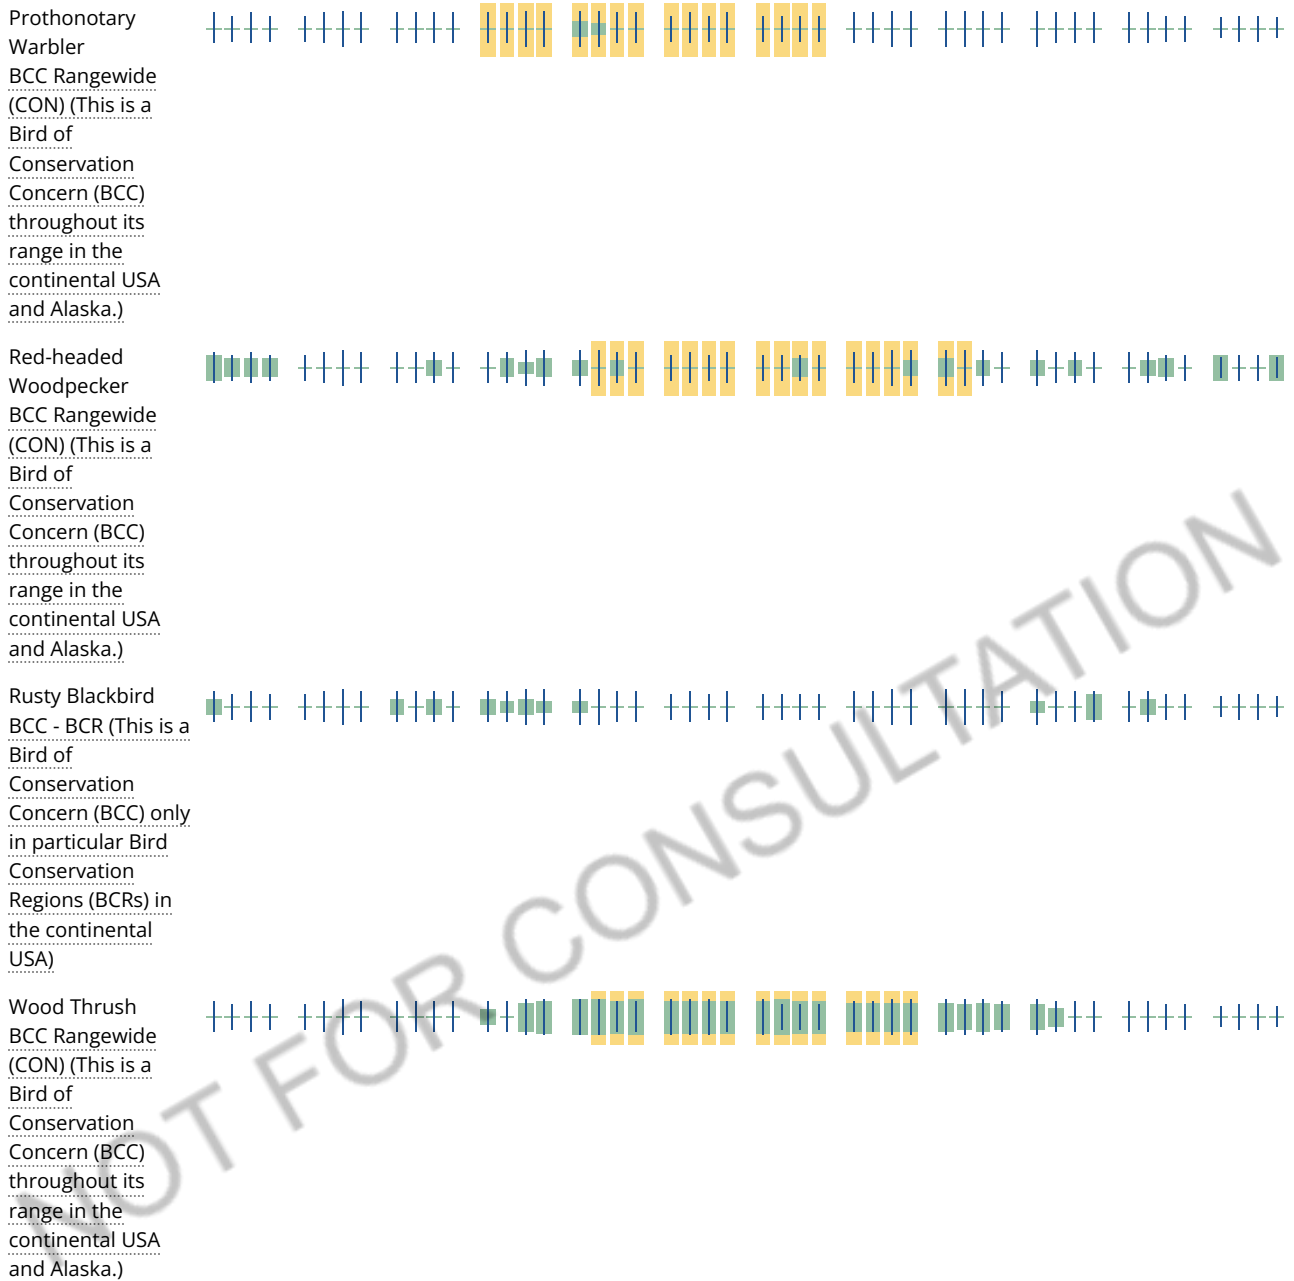 Prothonotary
Warbler
BCC Rangewide
(CON) (This is a
Bird of
Conservation
Concern (BCC)
throughout its
range in the
continental USA
and Alaska.)
Red-headed
Woodpecker
BCC Rangewide
(CON) (This is a
Bird of
Conservation
Concern (BCC)
throughout its
range in the
continental USA
and Alaska.)
Rusty Blackbird
BCC - BCR (This is a
Bird of
Conservation
Concern (BCC) only
in particular Bird
Conservation
Regions (BCRs) in
the continental
USA)
Wood Thrush
BCC Rangewide
(CON) (This is a
Bird of
Conservation
Concern (BCC)
throughout its
range in the
continental USA
and Alaska.)
NOT FOR CONSULTATION